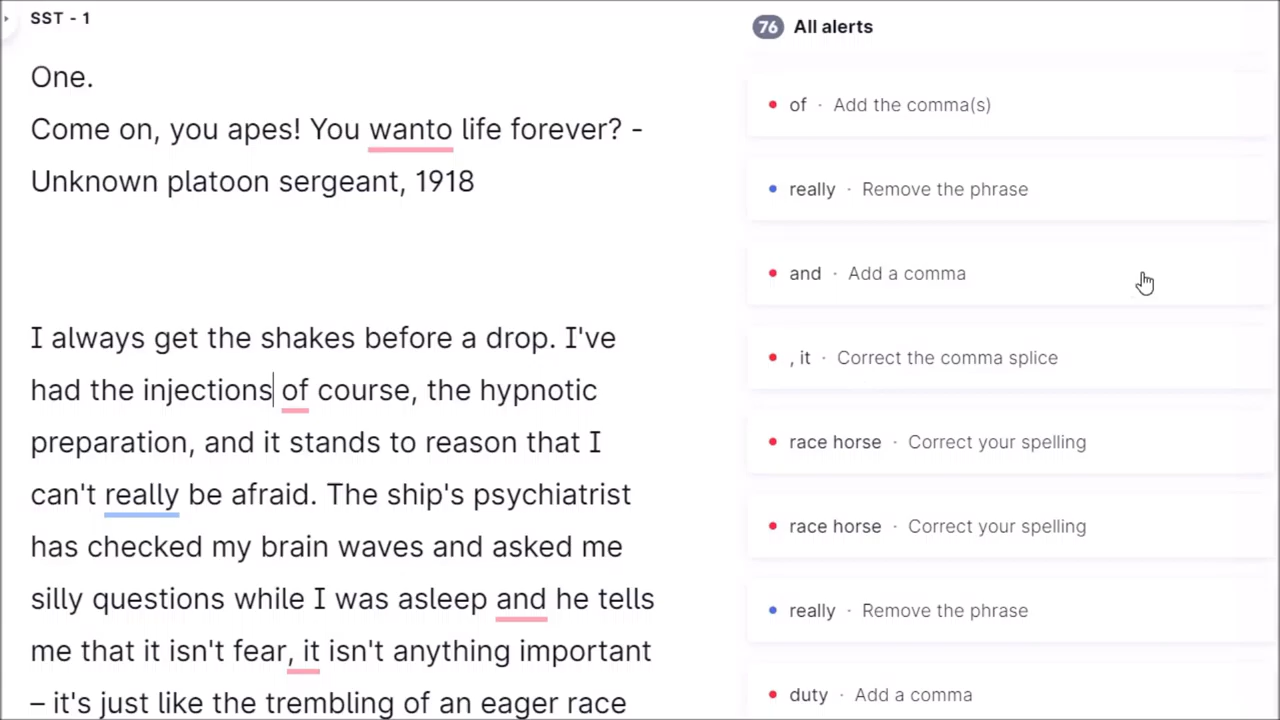 SST - 1
One.
Come on, you apes! You wanto life forever? -
Unknown platoon sergeant, 1918
I always get the shakes before a drop. I've
had the injections of course, the hypnotic
preparation, and it stands to reason that I
can't really be afraid. The ship's psychiatrist
has checked my brain waves and asked me
silly questions while I was asleep and he tells
me that it isn't fear, it isn't anything important
– it's just like the trembling of an eager race
76 All alerts
of · Add the comma(s)
really · Remove the phrase
and · Add a comma
, it · Correct the comma splice
race horse · Correct your spelling
race horse · Correct your spelling
really · Remove the phrase
duty · Add a comma